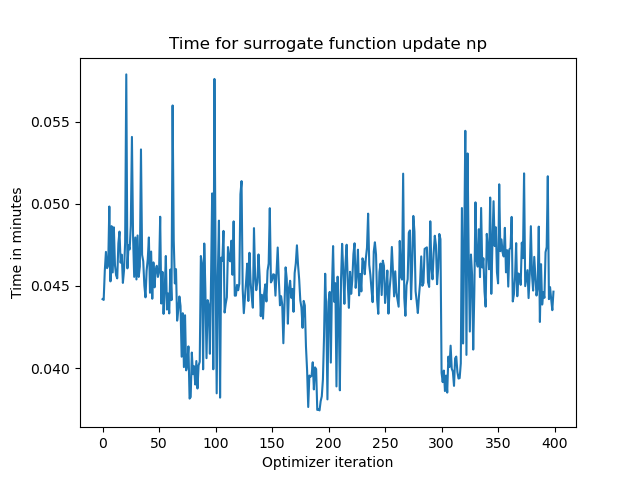 Time for surrogate function update np
Time in minutes
0.055
0.050
0.045
0.040
0 50 100 150 200 250 300 350 400
Optimizer iteration